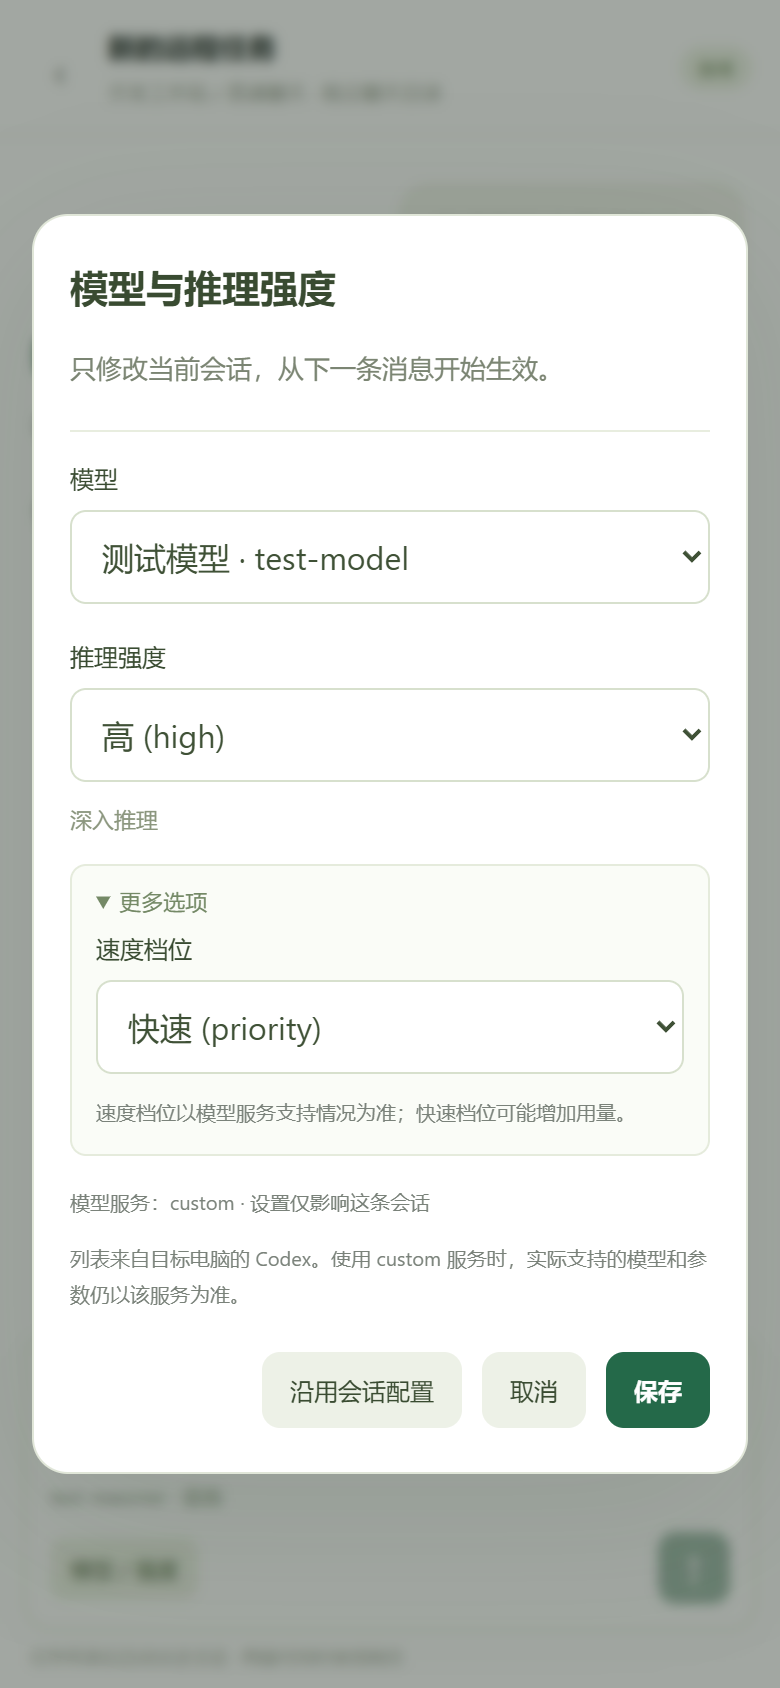 模型与推理强度
只修改当前会话，从下一条消息开始生效。
模型
测试模型 · test-model
推理强度
高 (high)
深入推理
▼ 更多选项
速度档位
快速 (priority)
速度档位以模型服务支持情况为准；快速档位可能增加用量。
模型服务：custom · 设置仅影响这条会话
列表来自目标电脑的 Codex。使用 custom 服务时，实际支持的模型和参
数仍以该服务为准。
沿用会话配置
取消
保存